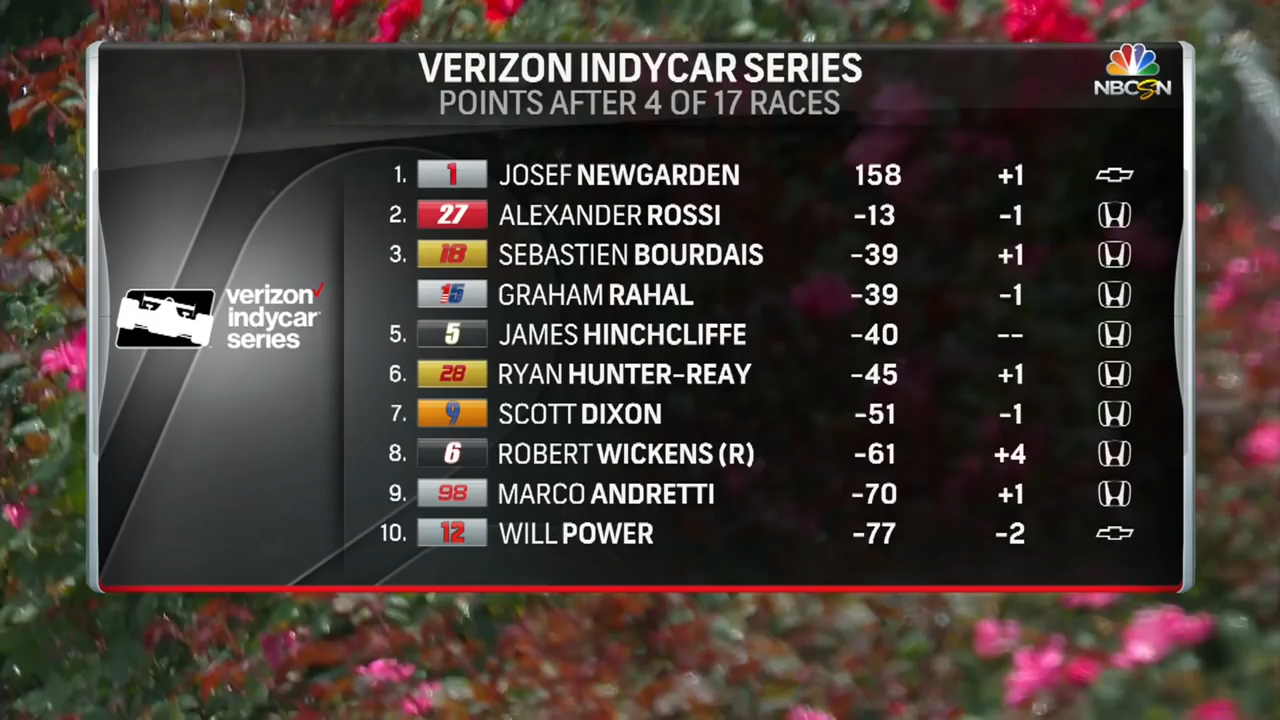 VERIZON INDYCAR SERIES
POINTS AFTER 4 OF 17 RACES
NBCSN
1. 1 JOSEF NEWGARDEN 158 +1
2. 27 ALEXANDER ROSSI -13 -1
3. 18 SEBASTIEN BOURDAIS -39 +1
15 GRAHAM RAHAL -39 -1
5. 5 JAMES HINCHCLIFFE -40 --
6. 28 RYAN HUNTER-REAY -45 +1
7. 9 SCOTT DIXON -51 -1
8. 6 ROBERT WICKENS (R) -61 +4
9. 98 MARCO ANDRETTI -70 +1
10. 12 WILL POWER -77 -2
verizon
indycar
series